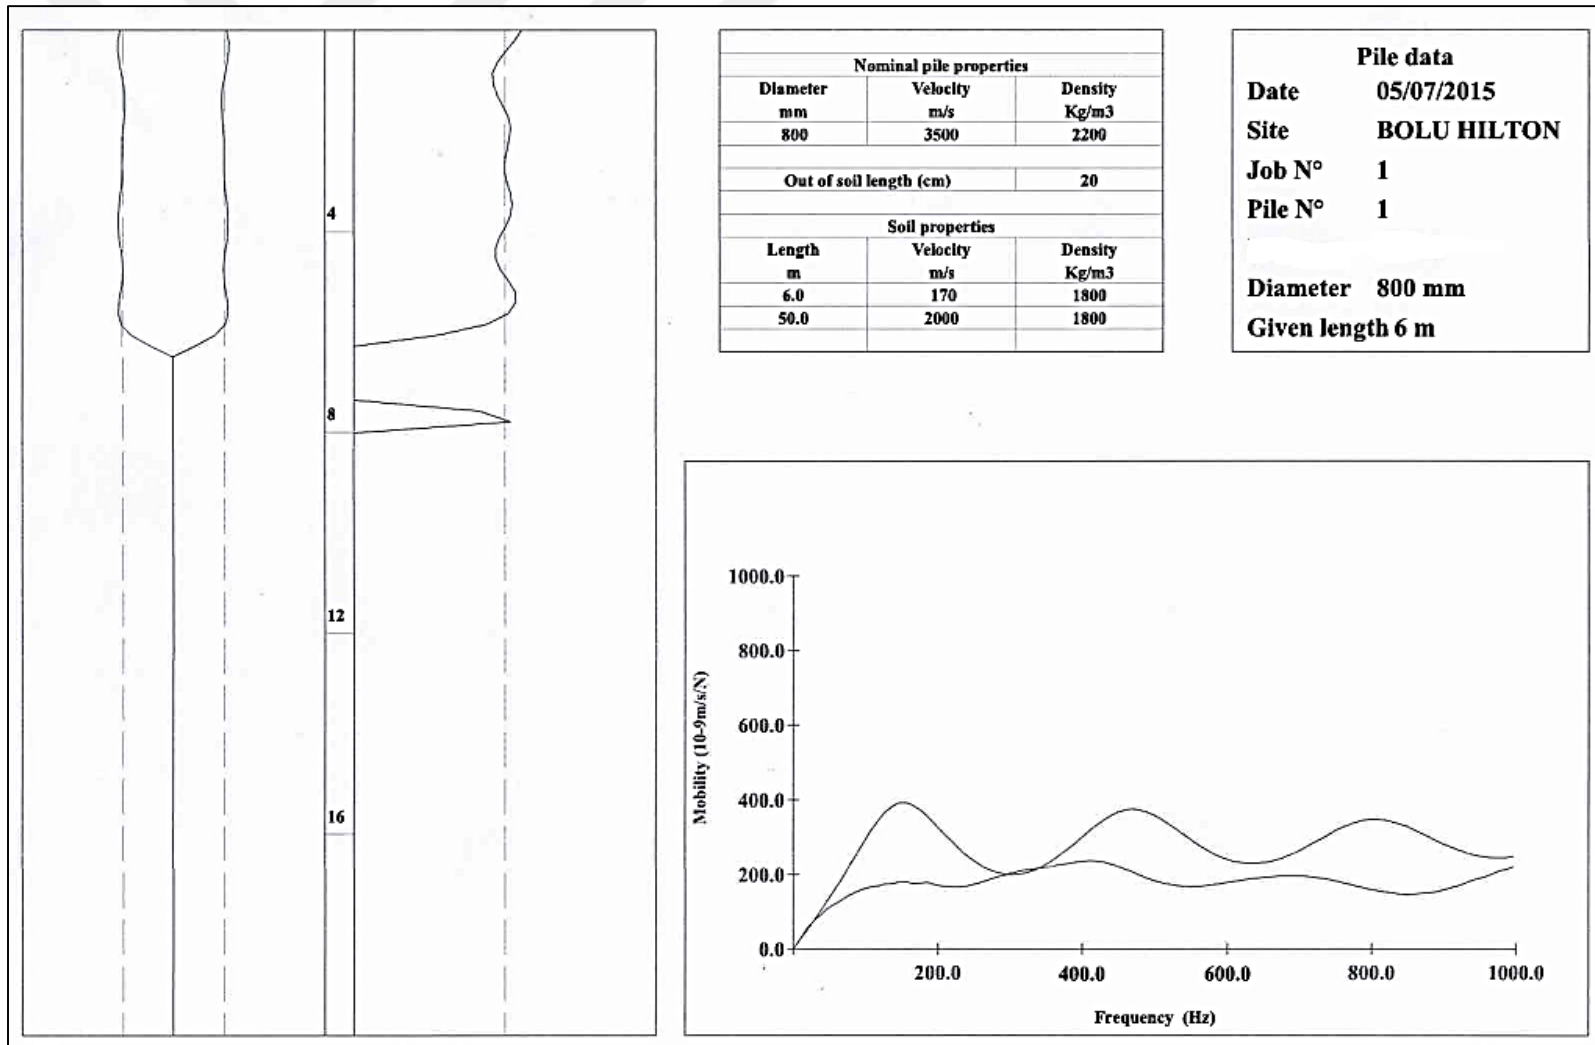 4
8
12
16
Nominal pile properties
Diameter Velocity Density
mm m/s Kg/m3
800 3500 2200
Out of soil length (cm) 20
Soil properties
Length Velocity Density
m m/s Kg/m3
6.0 170 1800
50.0 2000 1800
Pile data
Date 05/07/2015
Site BOLU HILTON
Job N° 1
Pile N° 1
Diameter 800 mm
Given length 6 m
Mobility (10-9m/s/N)
1000.0
800.0
600.0
400.0
200.0
0.0
200.0 400.0 600.0 800.0 1000.0
Frequency (Hz)